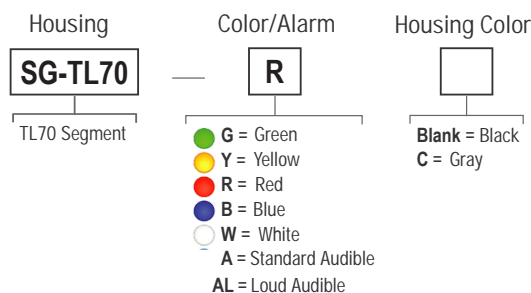 Housing
Color/Alarm
Housing Color
SG-TL70
R
TL70 Segment
G = Green
Y = Yellow
R = Red
B = Blue
W = White
A = Standard Audible
AL = Loud Audible
Blank = Black
C = Gray